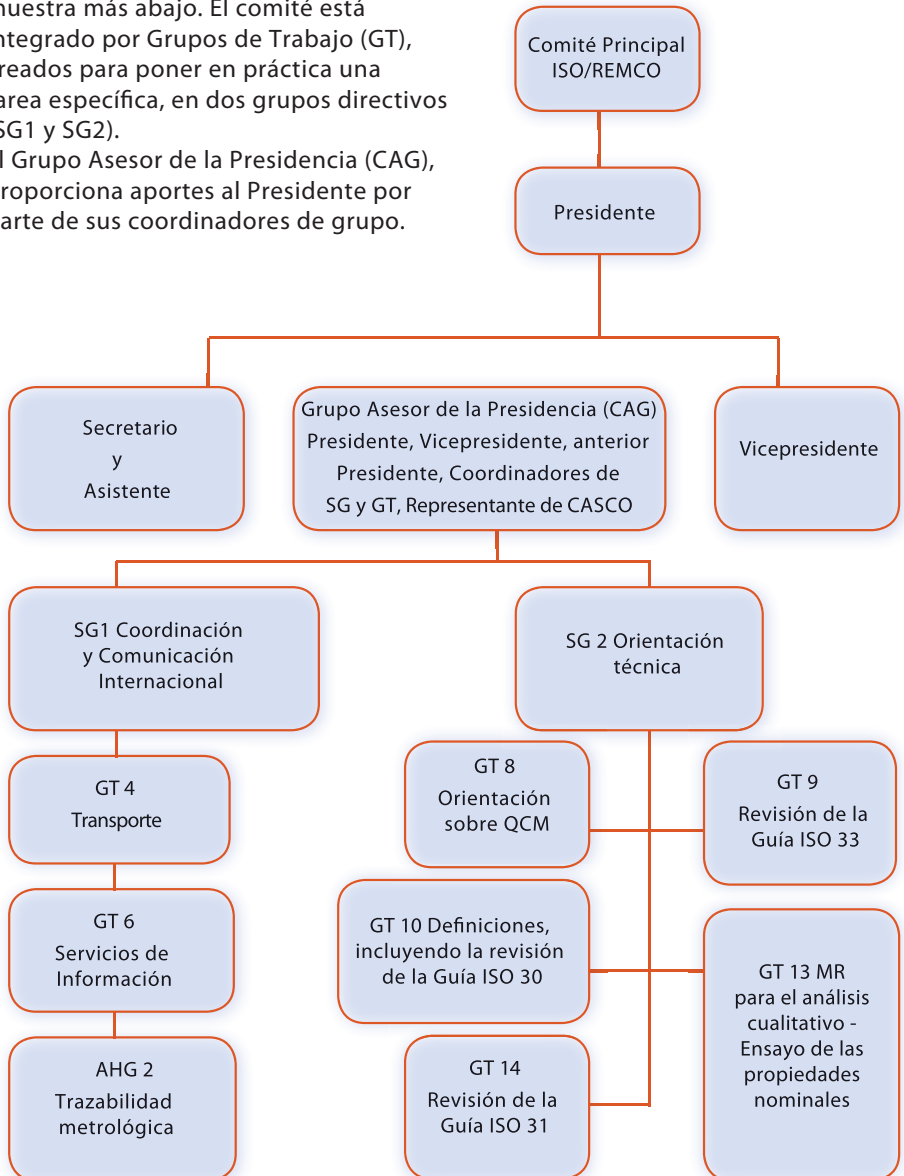 muestra más abajo. El comité está
integrado por Grupos de Trabajo (GT),
creados para poner en práctica una
tarea específica, en dos grupos directivos
(SG1 y SG2).
El Grupo Asesor de la Presidencia (CAG),
proporciona aportes al Presidente por
parte de sus coordinadores de grupo.
Comité Principal
ISO/REMCO
Presidente
Secretario
y
Asistente
Grupo Asesor de la Presidencia (CAG)
Presidente, Vicepresidente, anterior
Presidente, Coordinadores de
SG y GT, Representante de CASCO
Vicepresidente
SG1 Coordinación
y Comunicación
Internacional
SG 2 Orientación
técnica
GT 4
Transporte
GT 6
Servicios de
Información
AHG 2
Trazabilidad
metrológica
GT 8
Orientación
sobre QCM
GT 9
Revisión de la
Guía ISO 33
GT 10 Definiciones,
incluyendo la revisión
de la Guía ISO 30
GT 13 MR
para el análisis
cualitativo -
Ensayo de las
propiedades
nominales
GT 14
Revisión de la
Guía ISO 31